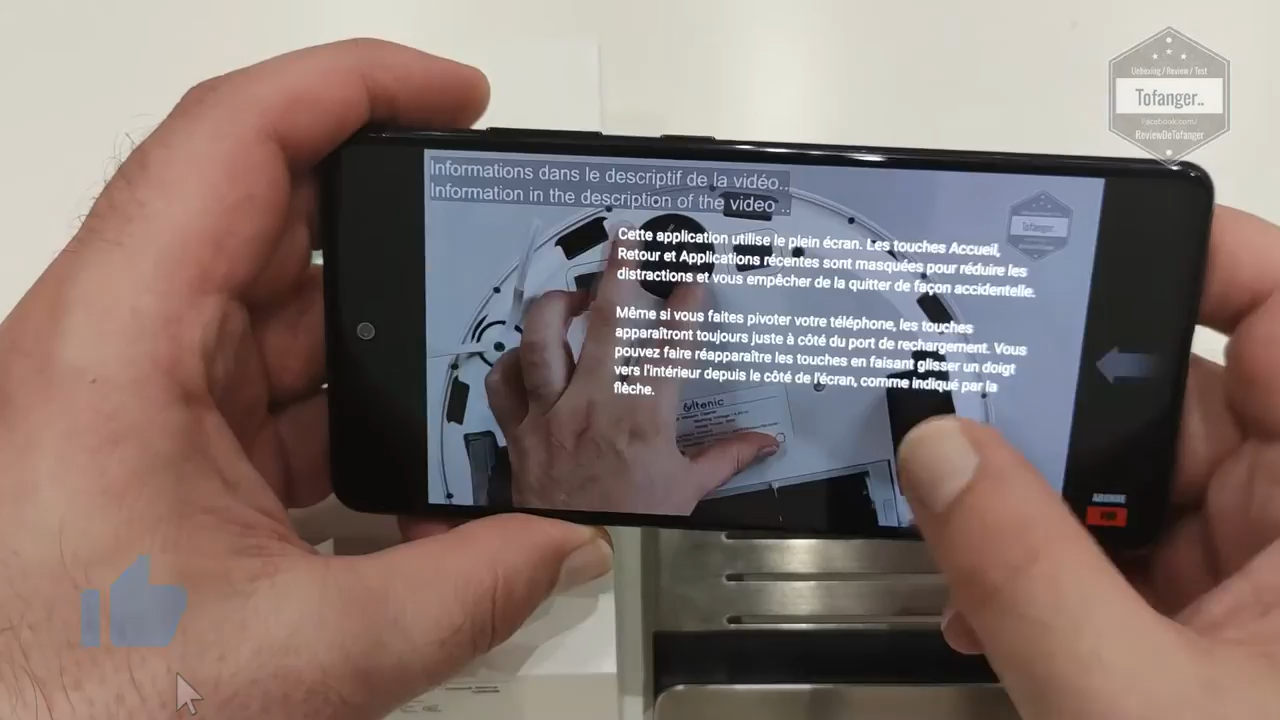 Unboxing / Review / Test
Tofanger..
Facebook.com/
ReviewDeTofanger
Informations dans le descriptif de la vidéo..
Information in the description of the video ..
Tofanger..
Cette application utilise le plein écran. Les touches Accueil,
Retour et Applications récentes sont masquées pour réduire les
distractions et vous empêcher de la quitter de façon accidentelle.
Même si vous faites pivoter votre téléphone, les touches
apparaîtront toujours juste à côté du port de rechargement. Vous
pouvez faire réapparaître les touches en faisant glisser un doigt
vers l'intérieur depuis le côté de l'écran, comme indiqué par la
flèche.